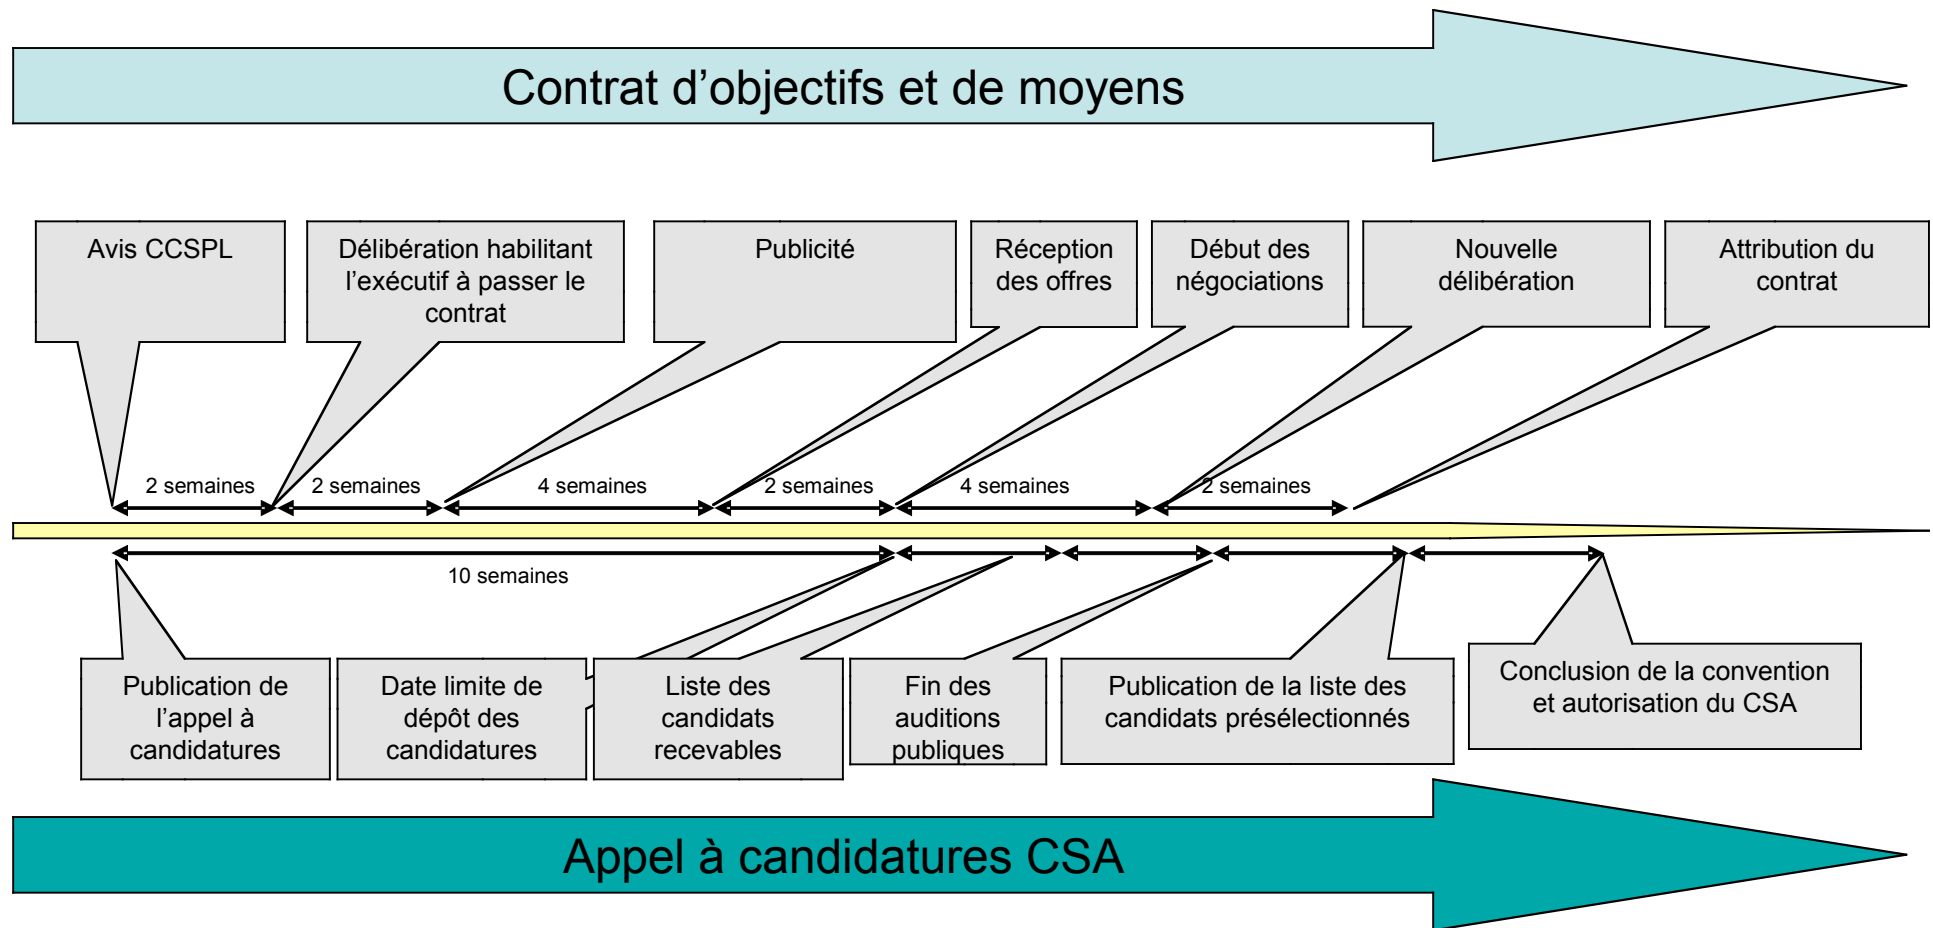 Contrat d’objectifs et de moyens
Avis CCSPL
Délibération habilitant
l’exécutif à passer le
contrat
Publicité
Réception
des offres
Début des
négociations
Nouvelle
délibération
Attribution du
contrat
2 semaines
2 semaines
4 semaines
2 semaines
4 semaines
2 semaines
10 semaines
Publication de
l’appel à
candidatures
Date limite de
dépôt des
candidatures
Liste des
candidats
recevables
Fin des
auditions
publiques
Publication de la liste des
candidats présélectionnés
Conclusion de la convention
et autorisation du CSA
Appel à candidatures CSA